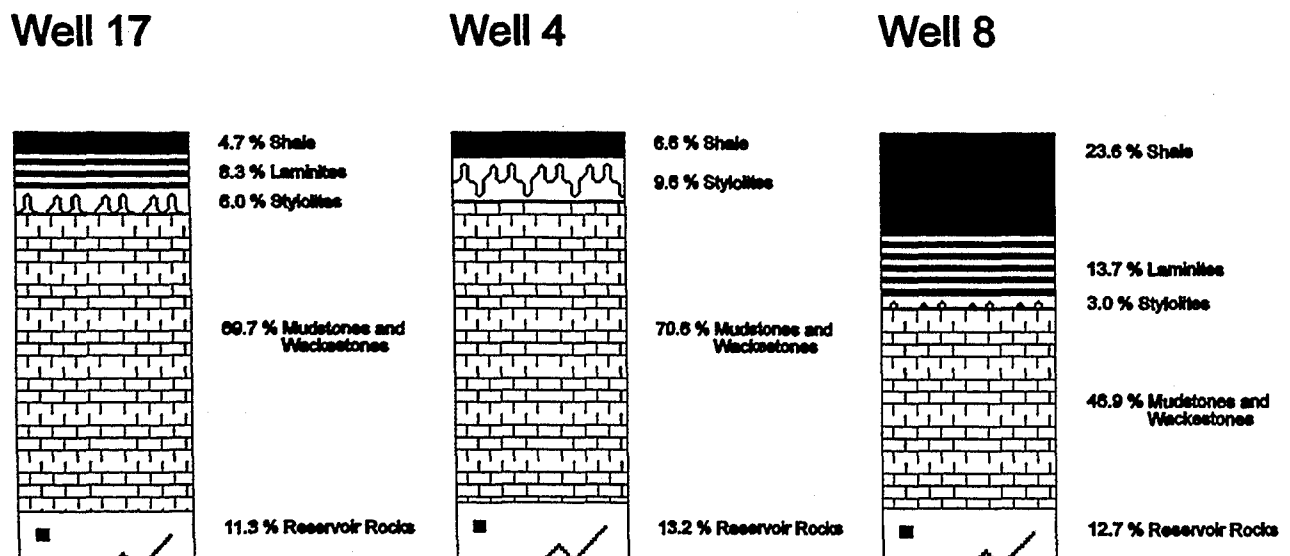 Well 17
4.7 % Shale
8.3 % Laminites
6.0 % Stylolites
69.7 % Mudstones and
Wackestones
11.3 % Reservoir Rocks
Well 4
6.6 % Shale
9.6 % Stylolites
70.6 % Mudstones and
Wackestones
13.2 % Reservoir Rocks
Well 8
23.6 % Shale
13.7 % Laminites
3.0 % Stylolites
46.9 % Mudstones and
Wackestones
12.7 % Reservoir Rocks